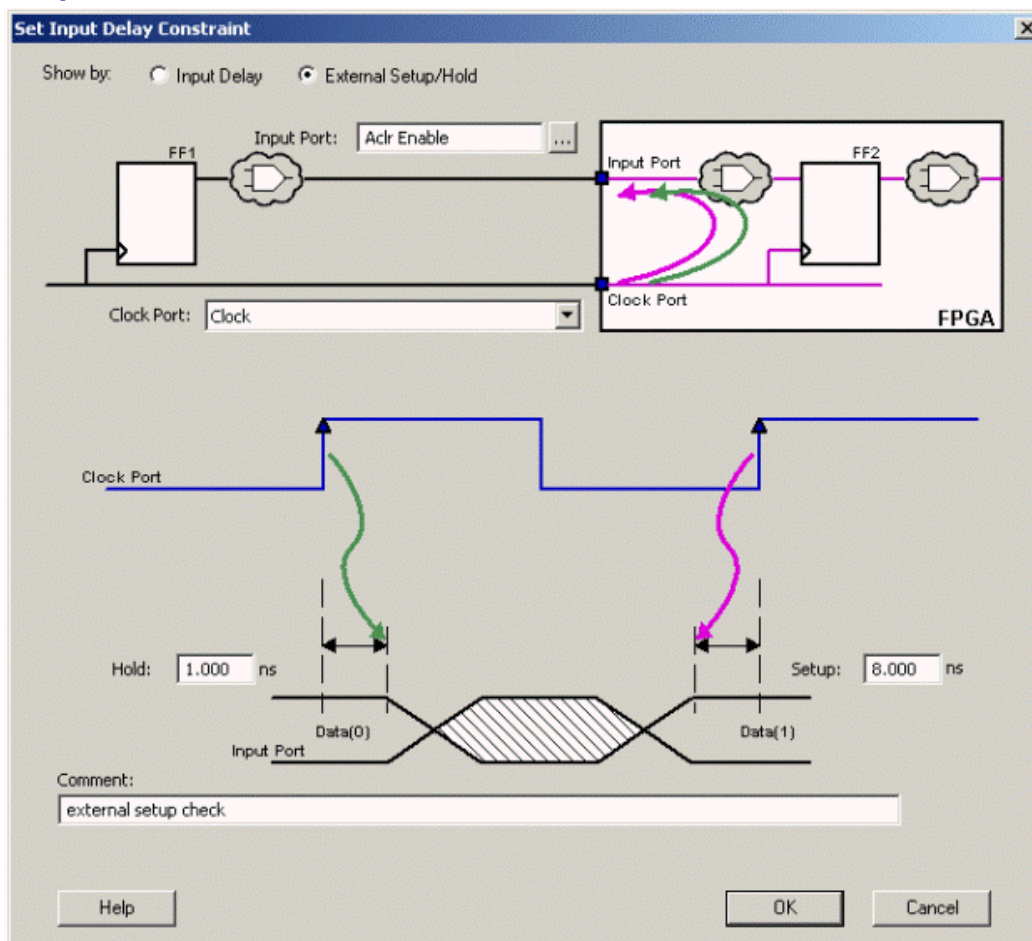 Set Input Delay Constraint
Show by: Input Delay External Setup/Hold
Input Port: Aclr Enable ...
FF1
Input Port
FF2
Clock Port
Clock Port: Clock
FPGA
Clock Port
Hold: 1.000 ns
Setup: 8.000 ns
Data(0)
Data(1)
Input Port
Comment:
external setup check
Help OK Cancel